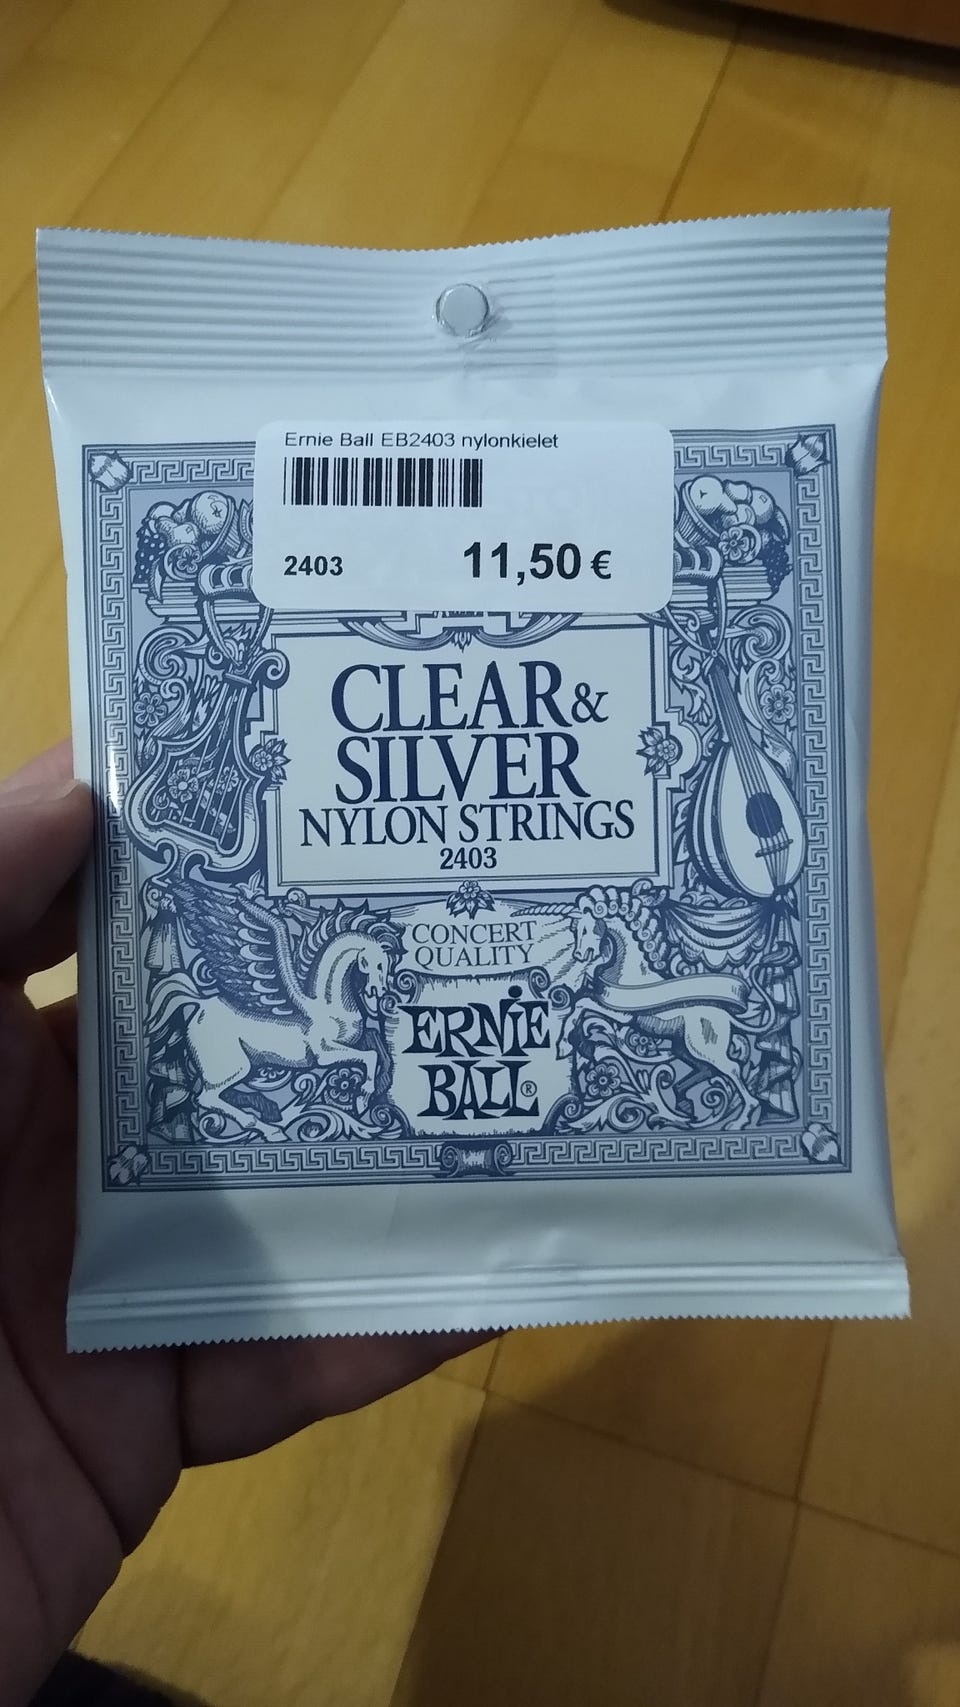 Ernie Ball EB2403 nylonkielet
2403
11,50 €
CLEAR &
SILVER
NYLON STRINGS
2403
CONCERT
QUALITY
ERNiE
BALL®